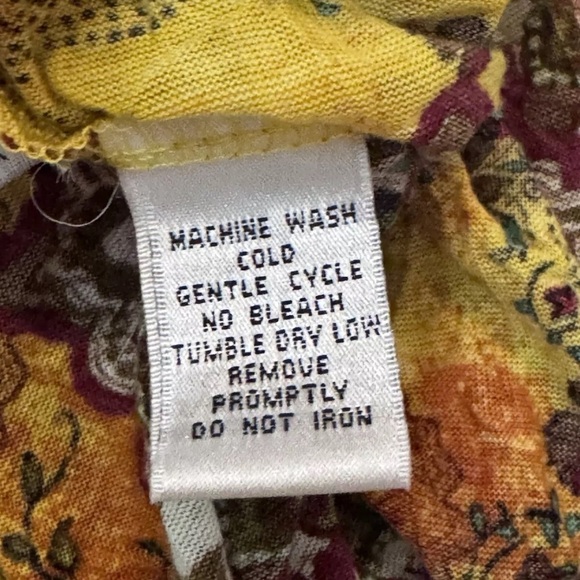 MACHINE WASH
COLD
GENTLE CYCLE
NO BLEACH
TUMBLE DRY LOW
REMOVE
PROMPTLY
DO NOT IRON